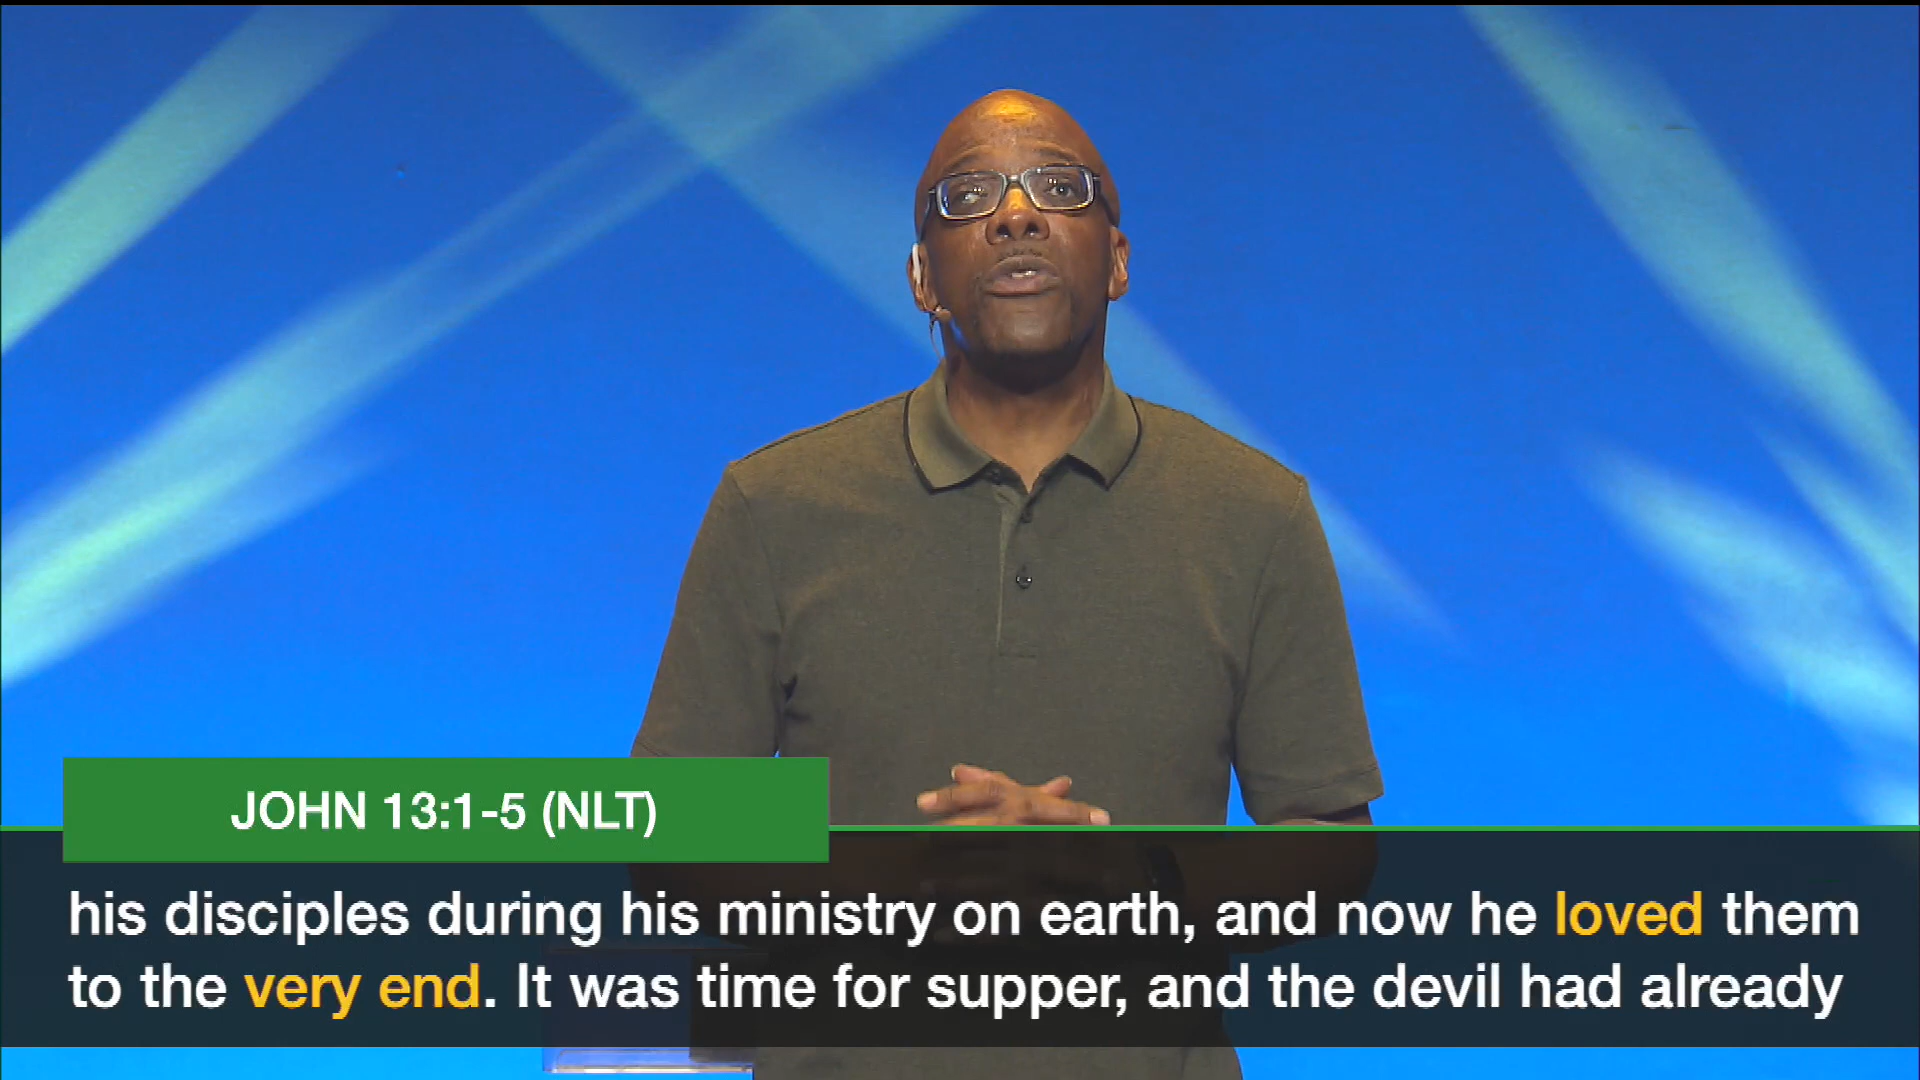 JOHN 13:1-5 (NLT)
his disciples during his ministry on earth, and now he loved them
to the very end. It was time for supper, and the devil had already